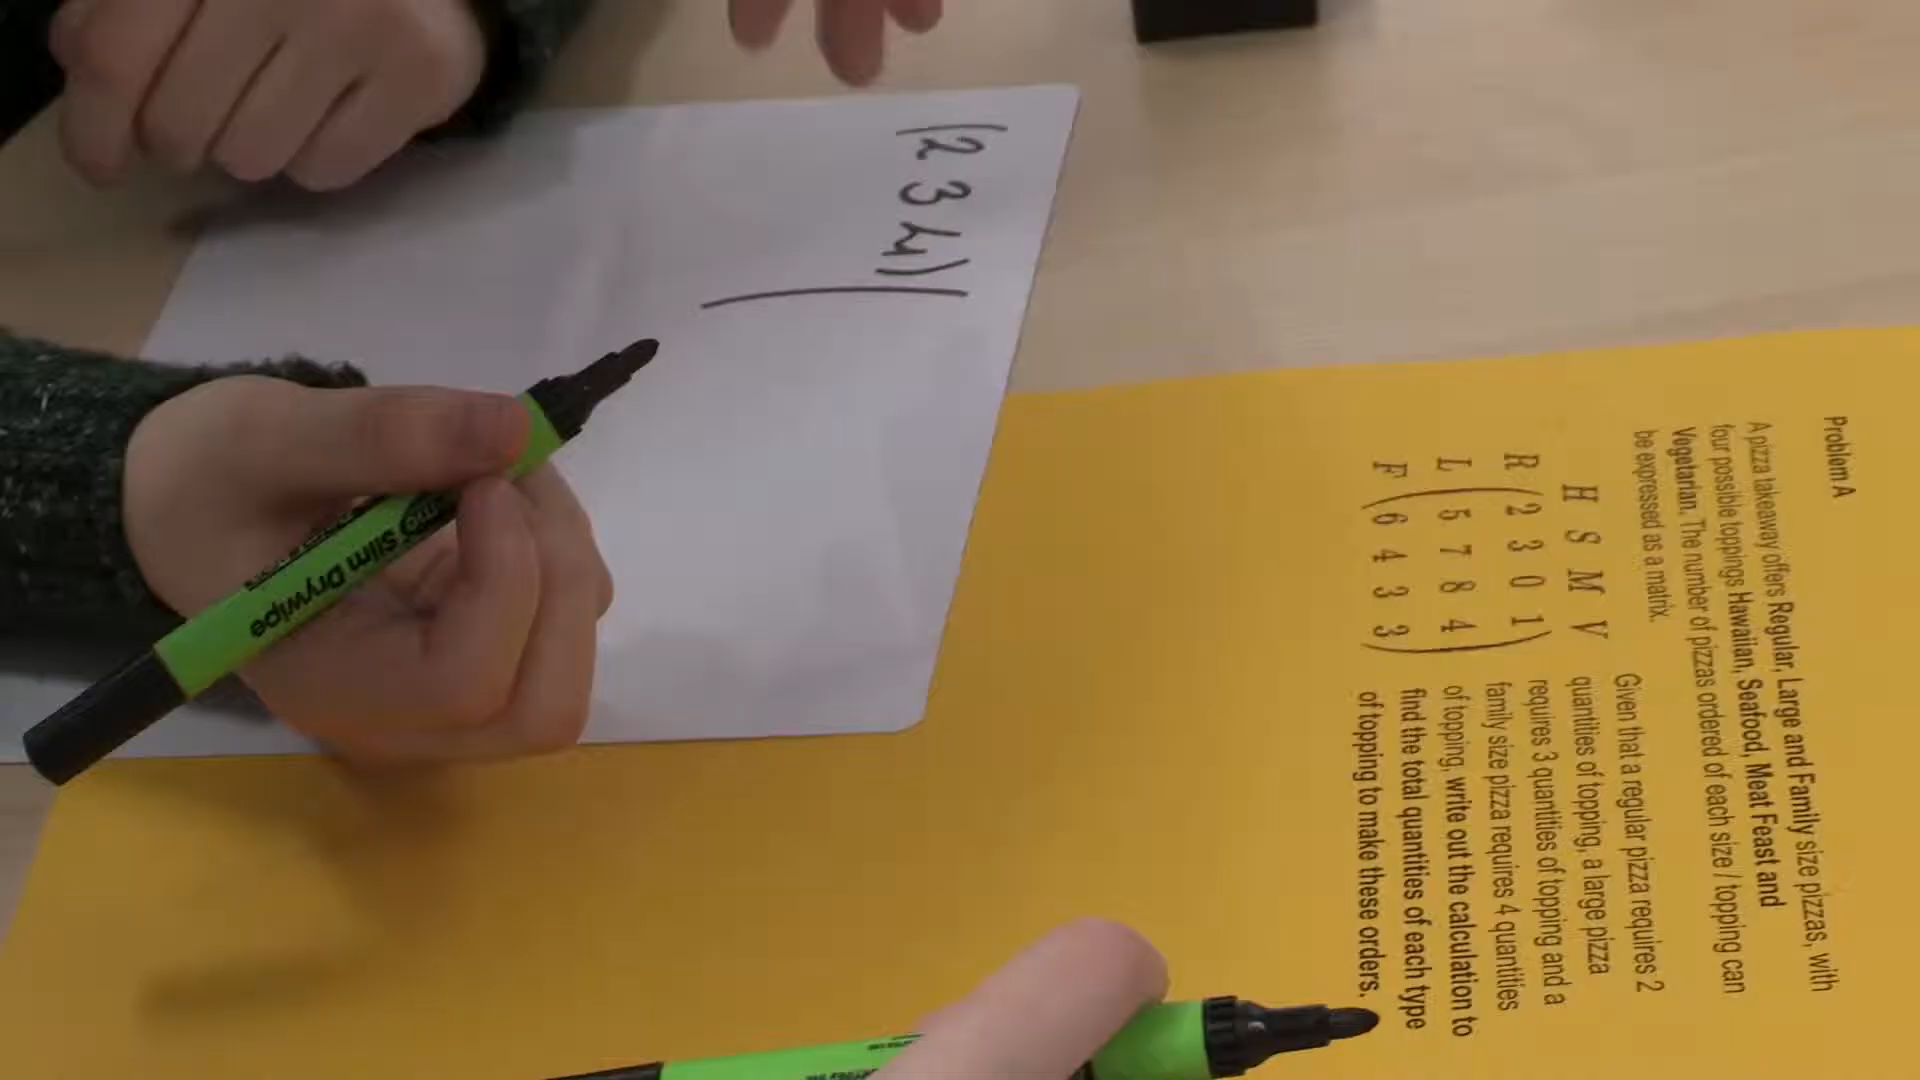 (2 3 4)(
Problem A
A pizza takeaway offers Regular, Large and Family size pizzas, with
four possible toppings Hawaiian, Seafood, Meat Feast and
Vegetarian. The number of pizzas ordered of each size / topping can
be expressed as a matrix.
H S M V
R (2 3 0 1)
L (5 7 8 4)
F (6 4 3 3)
Given that a regular pizza requires 2
quantities of topping, a large pizza
requires 3 quantities of topping and a
family size pizza requires 4 quantities
of topping, write out the calculation to
find the total quantities of each type
of topping to make these orders.
Slim Drywipe